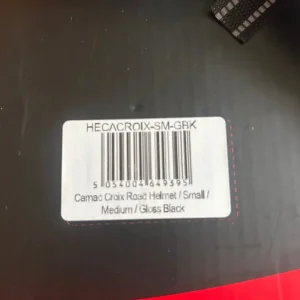 HECACROIX-SM-GBK
5 054004 649395
Camac Croix Road Helmet / Small /
Medium / Gloss Black